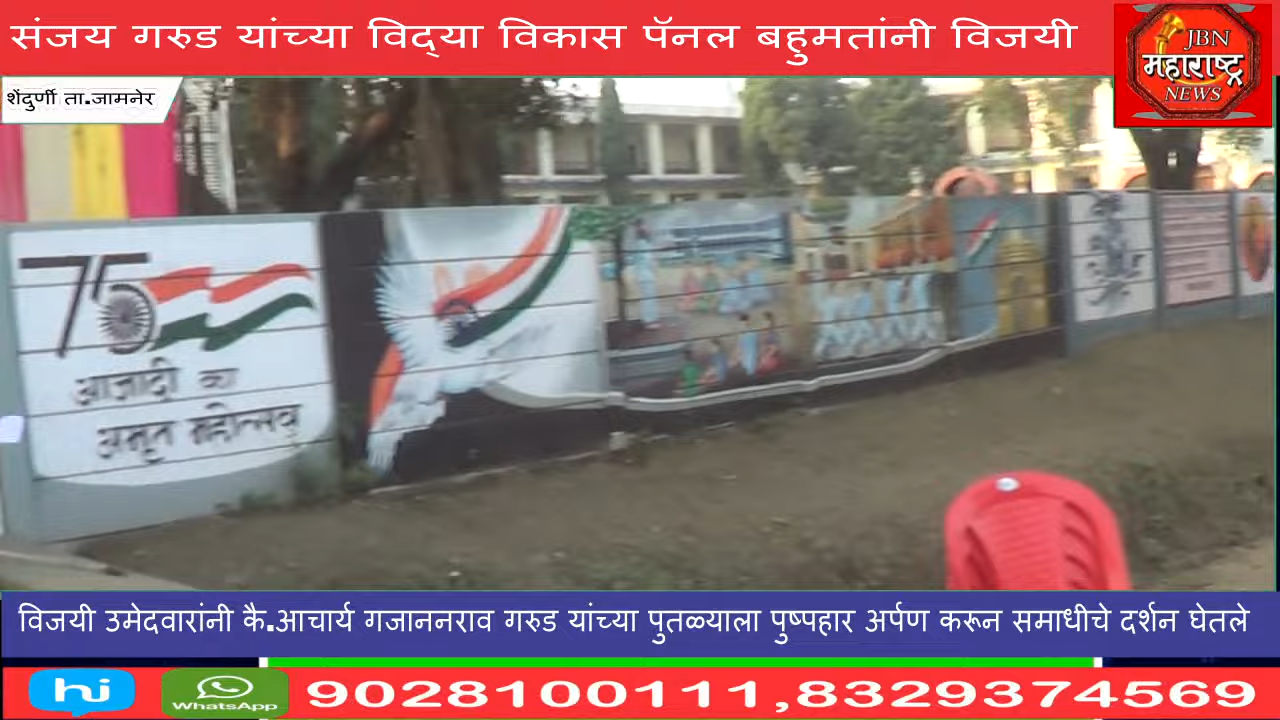 संजय गरुड यांच्या विद्या विकास पॅनल बहुमतांनी विजयी
JBN
महाराष्ट्र
NEWS
शेंदुर्णी ता.जामनेर
75
आजादी का
अमृत महोत्सव
विजयी उमेदवारांनी कै.आचार्य गजाननराव गरुड यांच्या पुतळ्याला पुष्पहार अर्पण करून समाधीचे दर्शन घेतले
hi
WhatsApp
9028100111,8329374569